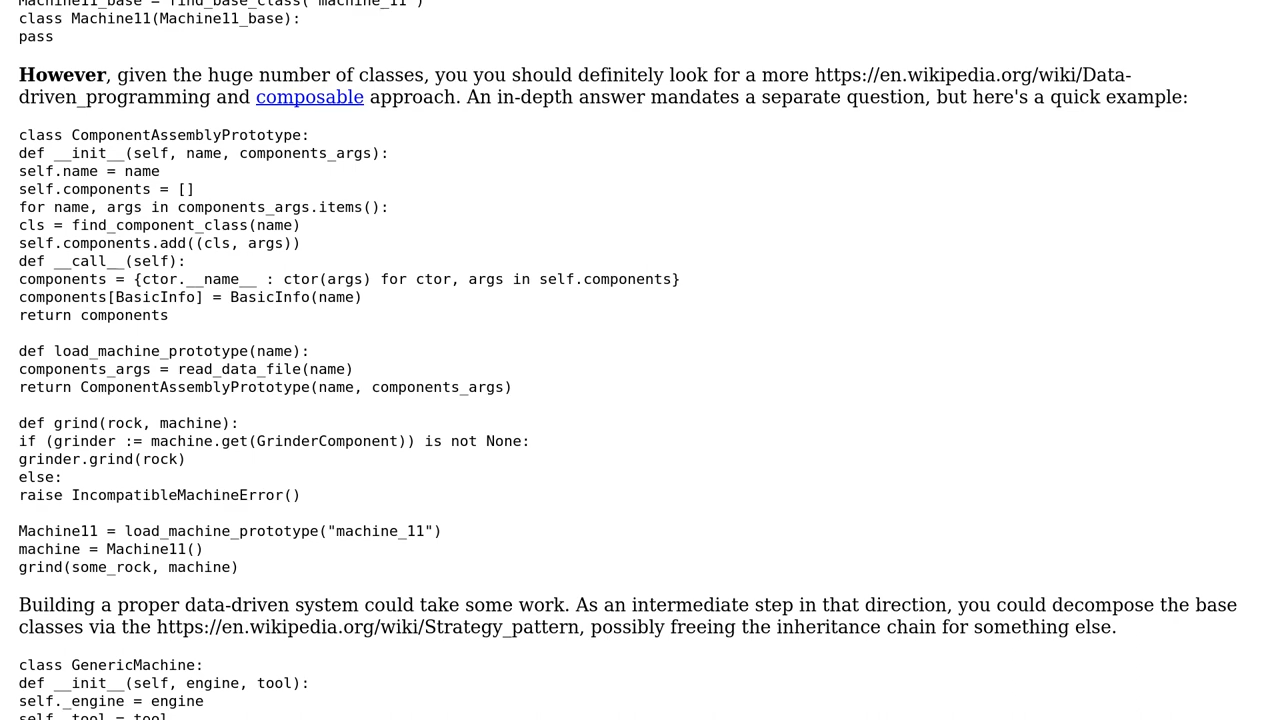 Machine11_base = find_base_class("machine_11")
class Machine11(Machine11_base):
pass
However, given the huge number of classes, you you should definitely look for a more https://en.wikipedia.org/wiki/Data-
driven_programming and composable approach. An in-depth answer mandates a separate question, but here's a quick example:
class ComponentAssemblyPrototype:
def __init__(self, name, components_args):
self.name = name
self.components = []
for name, args in components_args.items():
cls = find_component_class(name)
self.components.add((cls, args))
def __call__(self):
components = {ctor.__name__ : ctor(args) for ctor, args in self.components}
components[BasicInfo] = BasicInfo(name)
return components
def load_machine_prototype(name):
components_args = read_data_file(name)
return ComponentAssemblyPrototype(name, components_args)
def grind(rock, machine):
if (grinder := machine.get(GrinderComponent)) is not None:
grinder.grind(rock)
else:
raise IncompatibleMachineError()
Machine11 = load_machine_prototype("machine_11")
machine = Machine11()
grind(some_rock, machine)
Building a proper data-driven system could take some work. As an intermediate step in that direction, you could decompose the base
classes via the https://en.wikipedia.org/wiki/Strategy_pattern, possibly freeing the inheritance chain for something else.
class GenericMachine:
def __init__(self, engine, tool):
self._engine = engine
self._tool = tool